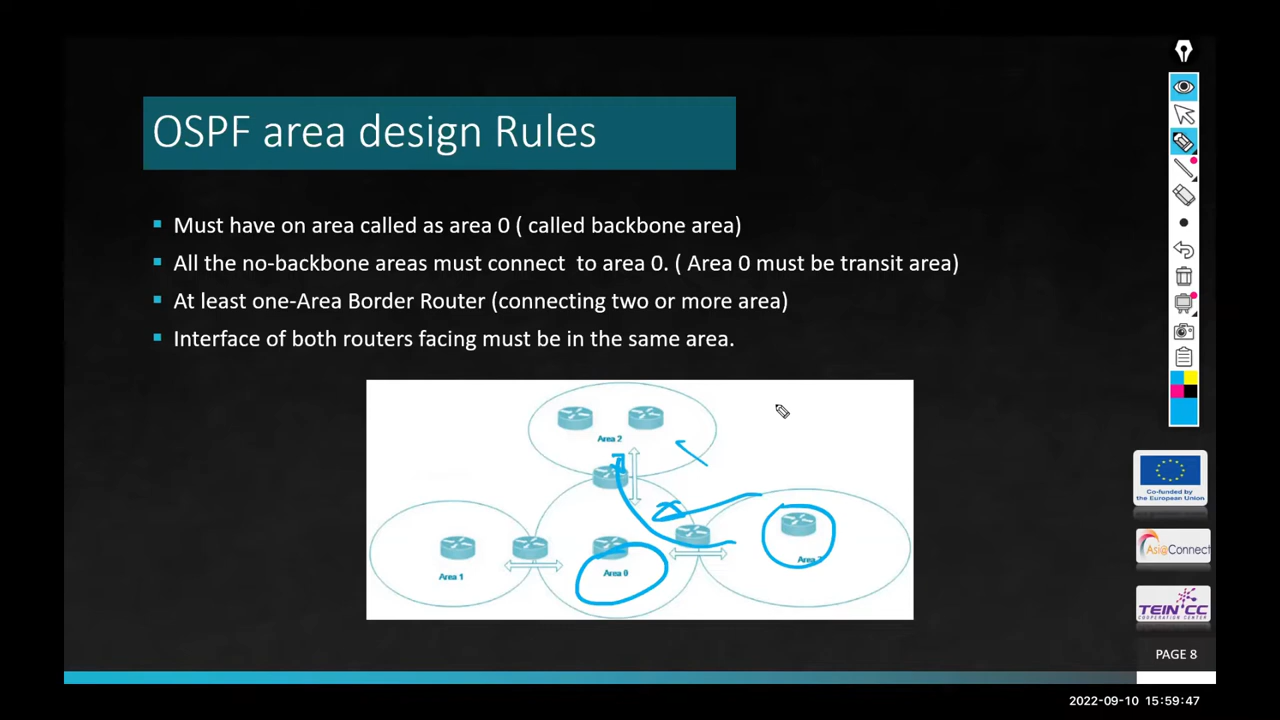 OSPF area design Rules
Must have on area called as area 0 ( called backbone area)
All the no-backbone areas must connect to area 0. ( Area 0 must be transit area)
At least one-Area Border Router (connecting two or more area)
Interface of both routers facing must be in the same area.
Area 2
Area 1
Area 0
Area
Co-funded by
the European Union
Asi@Connect
TEIN*CC
COOPERATION CENTER
PAGE 8
2022-09-10 15:59:47